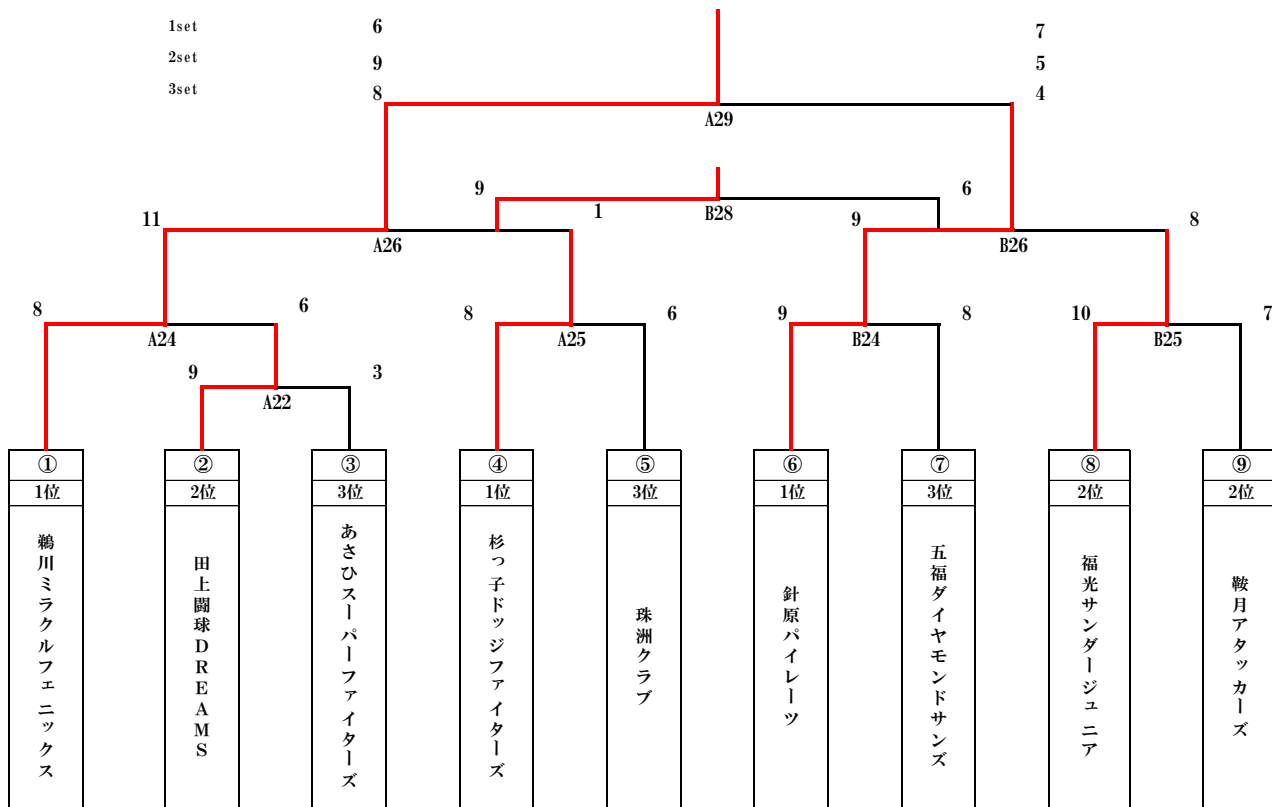 1set 6 7
2set 9 5
3set 8 4
A29
9 6
11 1 B28 9 8
A26 B26
8 6 8 6 9 8 10 7
A24 A25 B24 B25
9 3
A22
① ② ③ ④ ⑤ ⑥ ⑦ ⑧ ⑨
1位 2位 3位 1位 3位 1位 3位 2位 2位
鵜川ミラクルフェニックス
田上闘球DREAMS
あさひスーパーファイターズ
杉っ子ドッジファイターズ
珠洲クラブ
針原パイレーツ
五福ダイヤモンドサンズ
福光サンダージュニア
鞍月アタッカーズ